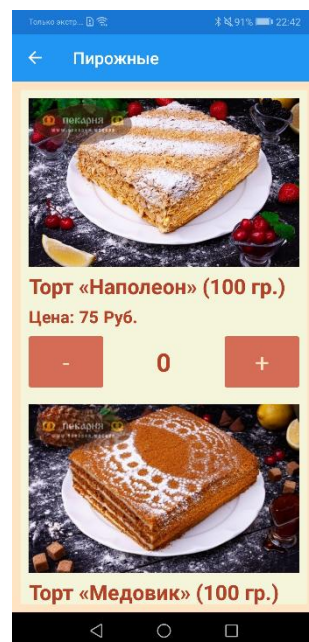 Только экстр...
91%
22:42
Пирожные
пекарня
Торт «Наполеон» (100 гр.)
Цена: 75 Руб.
- 0 +
пекарня
Торт «Медовик» (100 гр.)